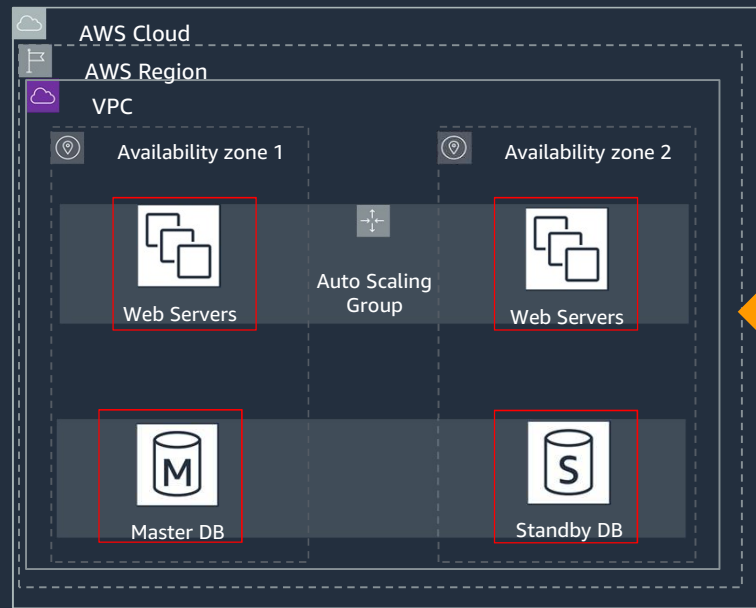 AWS Cloud
AWS Region
VPC
Availability zone 1
Availability zone 2
Auto Scaling
Group
Web Servers
Web Servers
M
S
Master DB
Standby DB